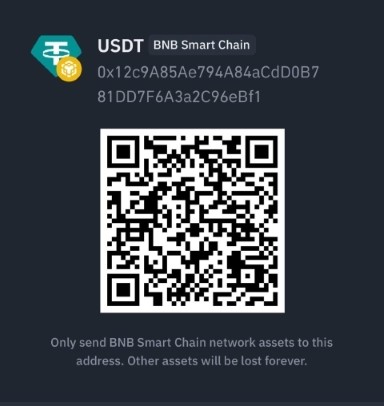 USDT BNB Smart Chain
0x12c9A85Ae794A84aCdD0B7
81DD7F6A3a2C96eBf1
Only send BNB Smart Chain network assets to this
address. Other assets will be lost forever.